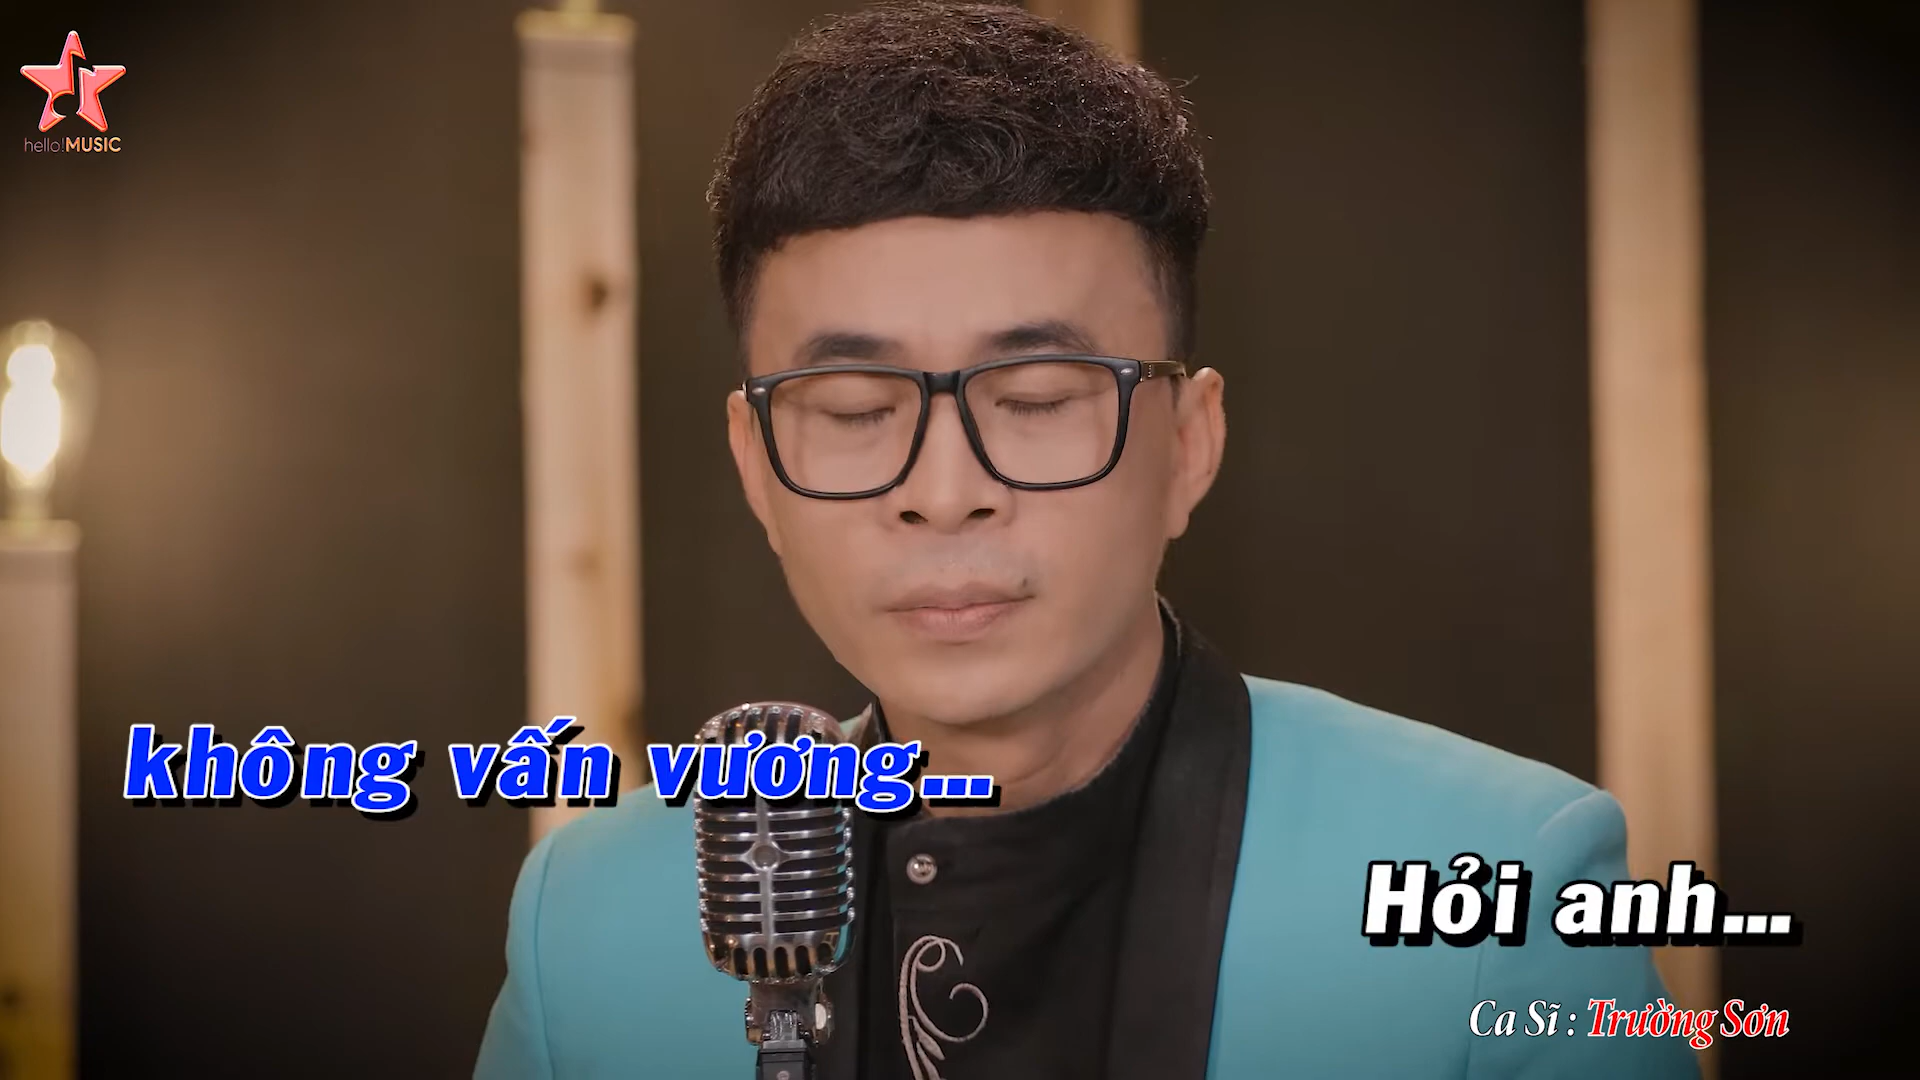 hello!MUSIC
không vấn vương...
Hỏi anh...
Ca Sĩ : Trường Sơn